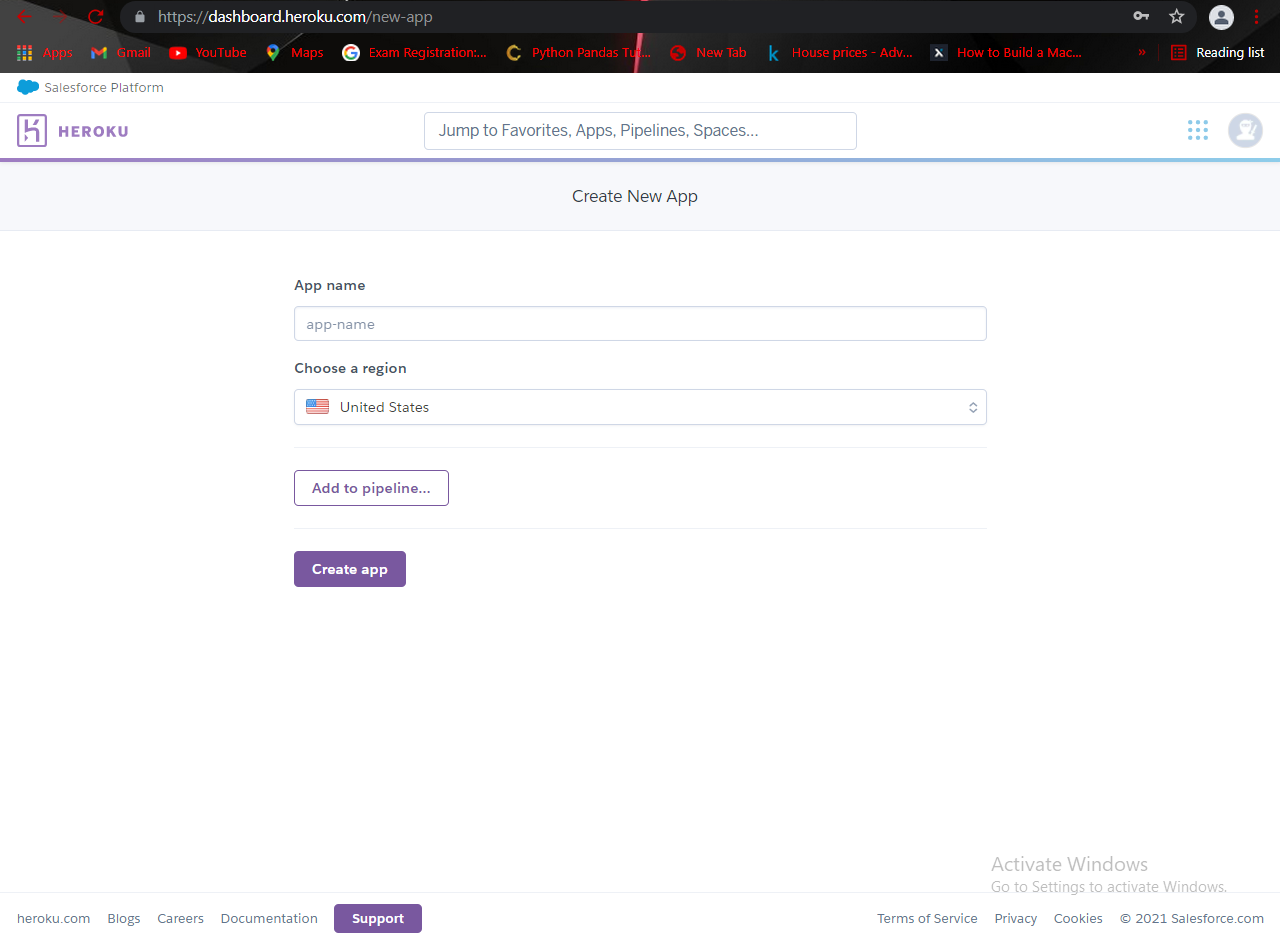 https://dashboard.heroku.com/new-app
Apps Gmail YouTube Maps Exam Registration:... Python Pandas Tut... New Tab House prices - Adv... How to Build a Mac... » Reading list
Salesforce Platform
HEROKU Jump to Favorites, Apps, Pipelines, Spaces...
Create New App
App name
app-name
Choose a region
United States
Add to pipeline...
Create app
Activate Windows
Go to Settings to activate Windows.
heroku.com Blogs Careers Documentation Support Terms of Service Privacy Cookies © 2021 Salesforce.com